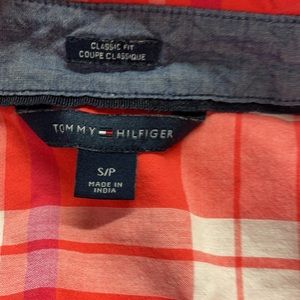 CLASSIC FIT
COUPE CLASSIQUE
TOMMY HILFIGER
S/P
MADE IN
INDIA